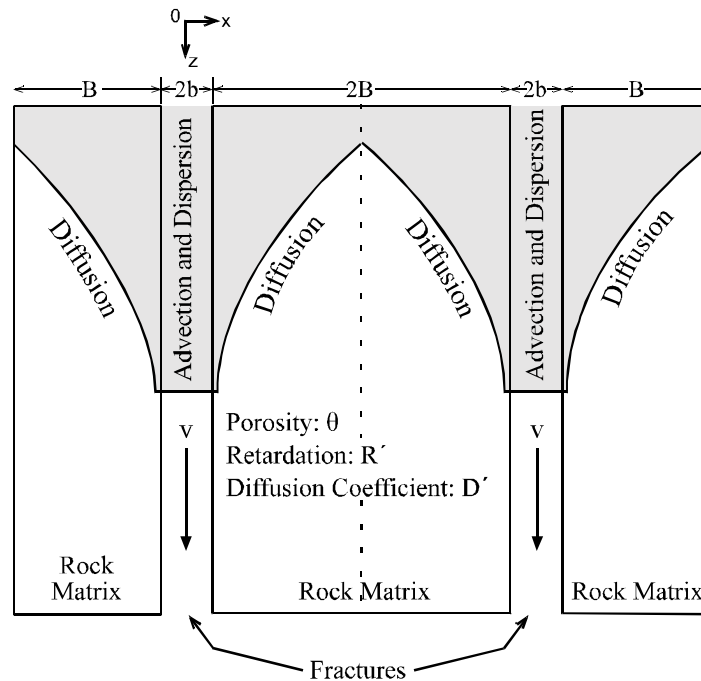 0
x
z
B
2b
2B
2b
B
Advection and Dispersion
Advection and Dispersion
Diffusion
Diffusion
Diffusion
Diffusion
v
v
Porosity: θ
Retardation: R´
Diffusion Coefficient: D´
Rock
Matrix
Rock Matrix
Rock Matrix
Fractures